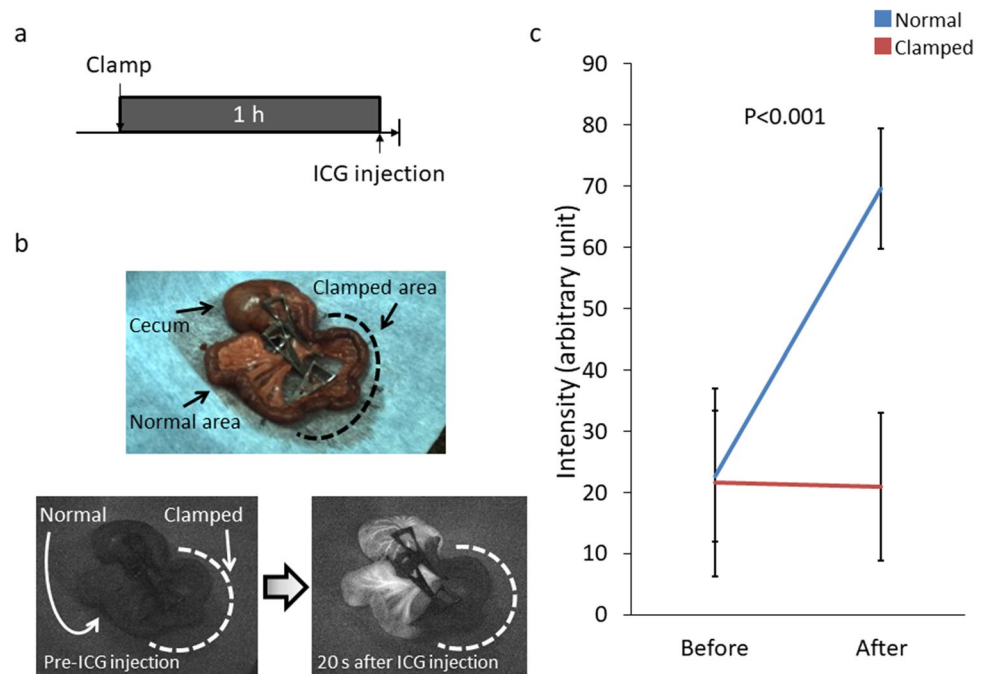 a
Clamp
1 h
ICG injection
b
Clamped area
Cecum
Normal area
Normal
Clamped
Pre-ICG injection
20 s after ICG injection
c
Normal
Clamped
P<0.001
Intensity (arbitrary unit)
90
80
70
60
50
40
30
20
10
0
Before
After